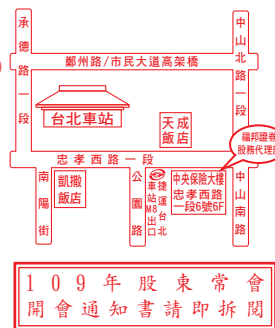 承德路一段
中山北路一段
鄭州路/市民大道高架橋
台北車站
天成
飯店
福邦證券
股務代理部
忠孝西路一段
南陽街
凱撒
飯店
公園路
捷運台北
車站M8出口
中央保險大樓
忠孝西路
一段6號6F
中山南路
109年股東常會
開會通知書請即拆閱